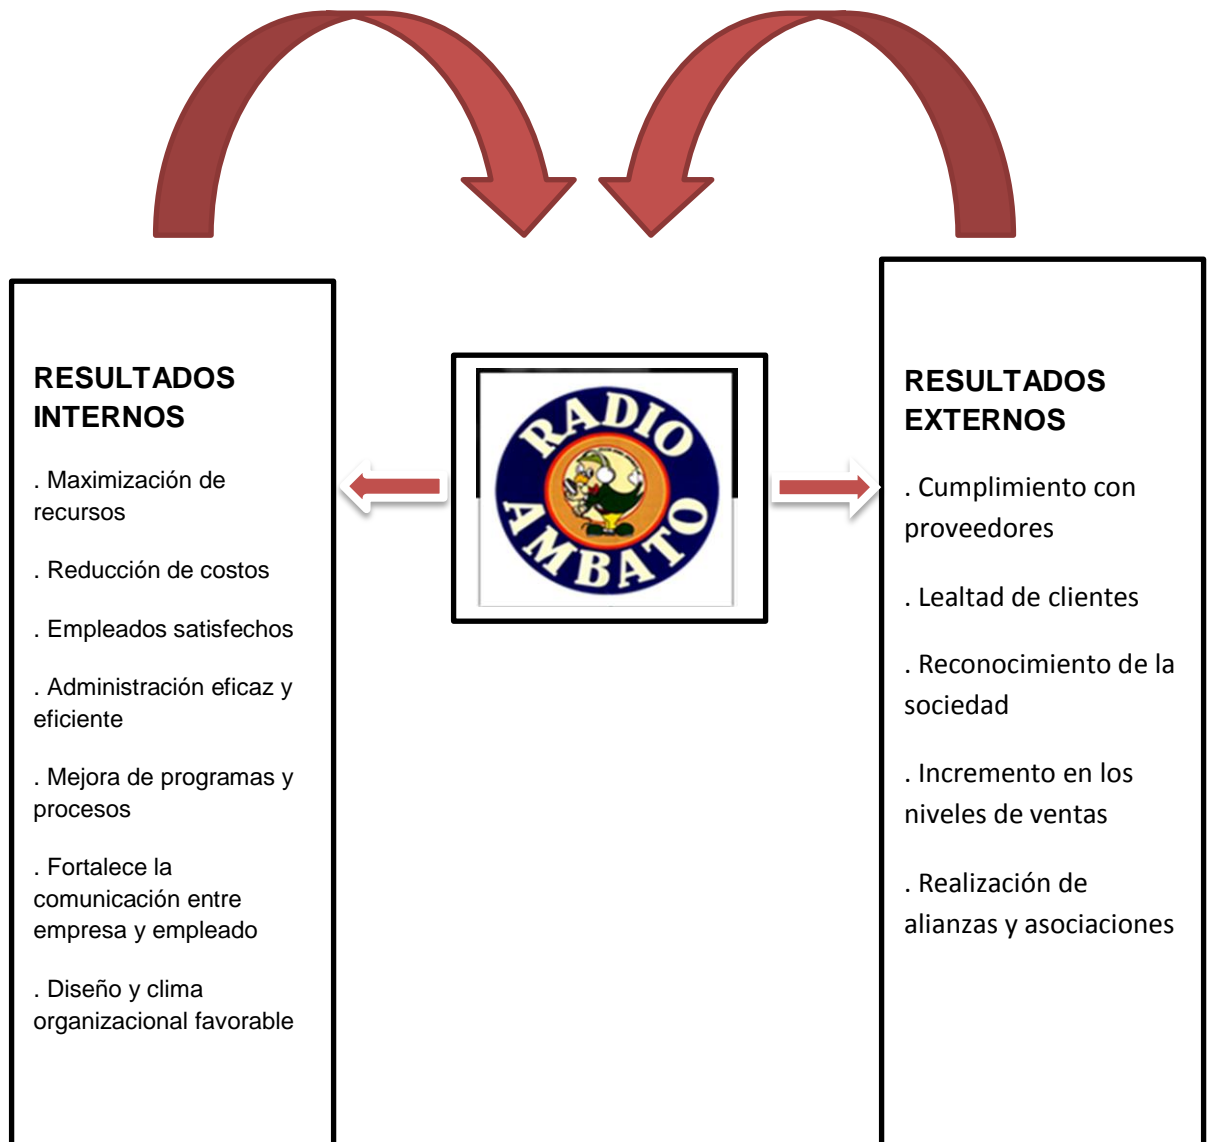 RESULTADOS
INTERNOS
. Maximización de
recursos
. Reducción de costos
. Empleados satisfechos
. Administración eficaz y
eficiente
. Mejora de programas y
procesos
. Fortalece la
comunicación entre
empresa y empleado
. Diseño y clima
organizacional favorable
RADIO
AMBATO
RESULTADOS
EXTERNOS
. Cumplimiento con
proveedores
. Lealtad de clientes
. Reconocimiento de la
sociedad
. Incremento en los
niveles de ventas
. Realización de
alianzas y asociaciones